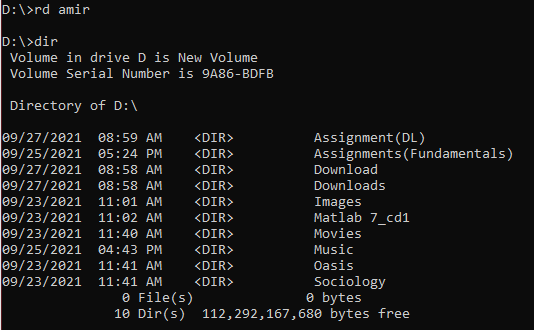 D:\>rd amir
D:\>dir
Volume in drive D is New Volume
Volume Serial Number is 9A86-BDFB
Directory of D:\
09/27/2021  08:59 AM    <DIR>          Assignment(DL)
09/25/2021  05:24 PM    <DIR>          Assignments(Fundamentals)
09/27/2021  08:58 AM    <DIR>          Download
09/27/2021  08:58 AM    <DIR>          Downloads
09/23/2021  11:01 AM    <DIR>          Images
09/23/2021  11:02 AM    <DIR>          Matlab 7_cd1
09/23/2021  11:40 AM    <DIR>          Movies
09/25/2021  04:43 PM    <DIR>          Music
09/23/2021  11:41 AM    <DIR>          Oasis
09/23/2021  11:41 AM    <DIR>          Sociology
0 File(s)              0 bytes
10 Dir(s)  112,292,167,680 bytes free